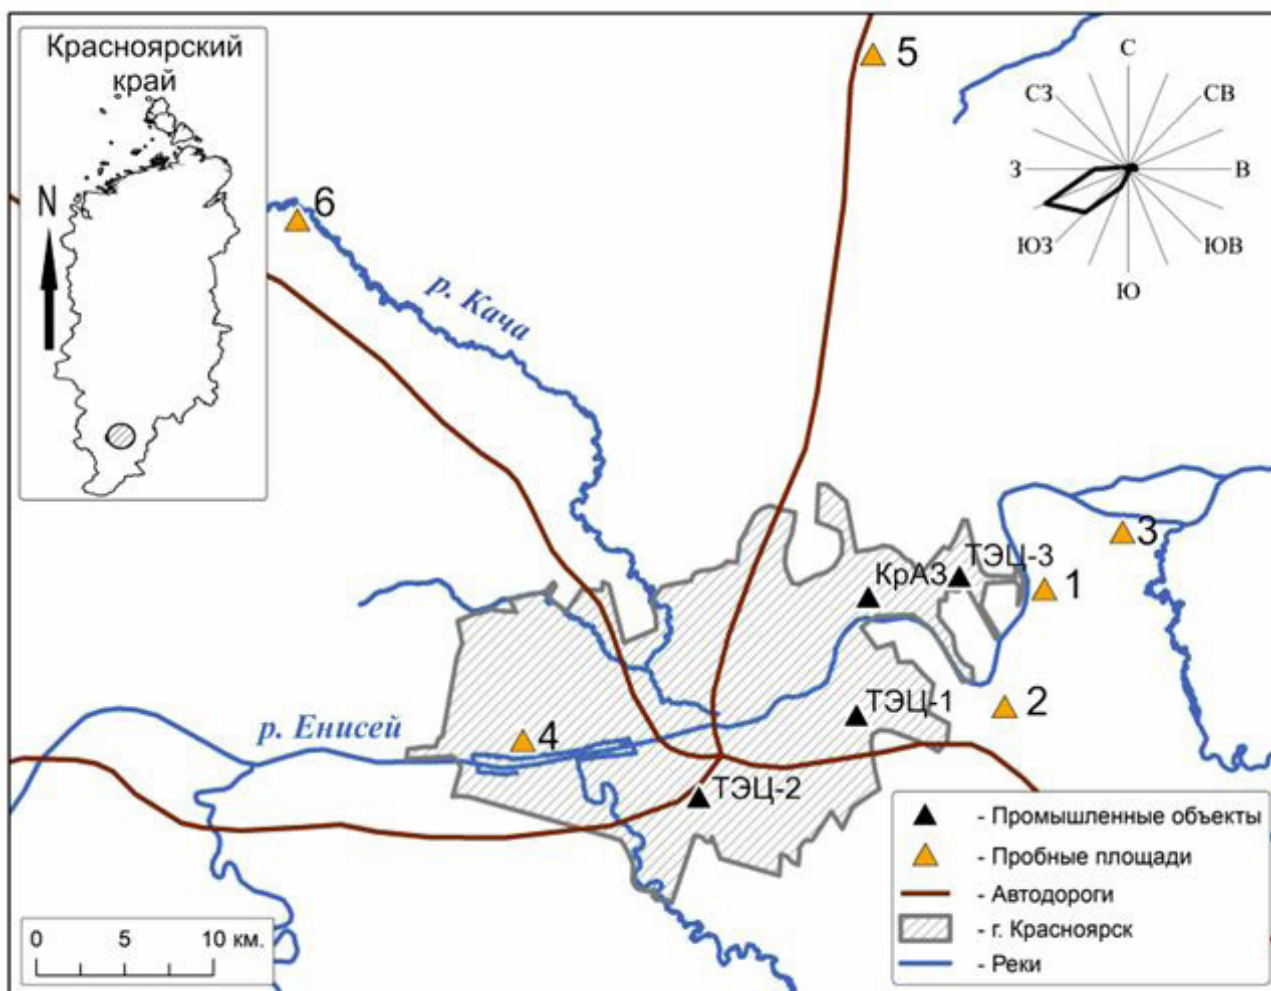 Красноярский
край
N
5
С
СЗ
СВ
З
В
ЮЗ
ЮВ
Ю
6
р. Кача
3
ТЭЦ-3
КрАЗ
1
ТЭЦ-1
2
р. Енисей
4
ТЭЦ-2
- Промышленные объекты
- Пробные площади
- Автодороги
- г. Красноярск
- Реки
0 5 10 км.